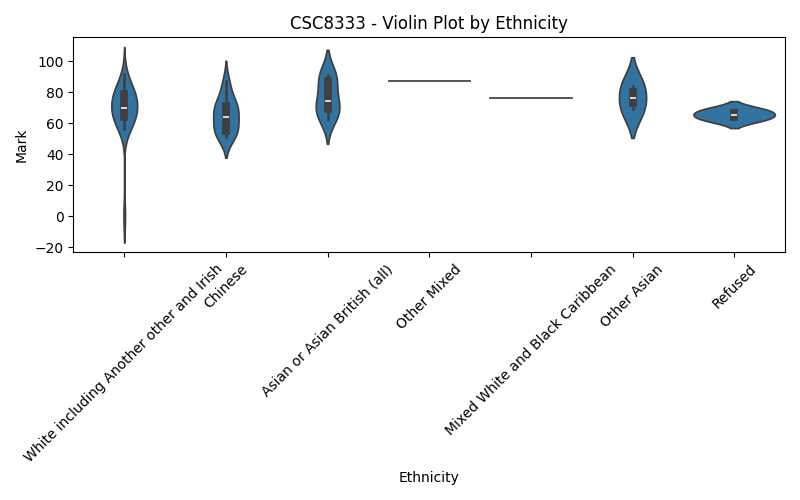 CSC8333 - Violin Plot by Ethnicity
Mark
100
80
60
40
20
0
−20
White including Another other and Irish
Chinese
Asian or Asian British (all)
Other Mixed
Mixed White and Black Caribbean
Other Asian
Refused
Ethnicity